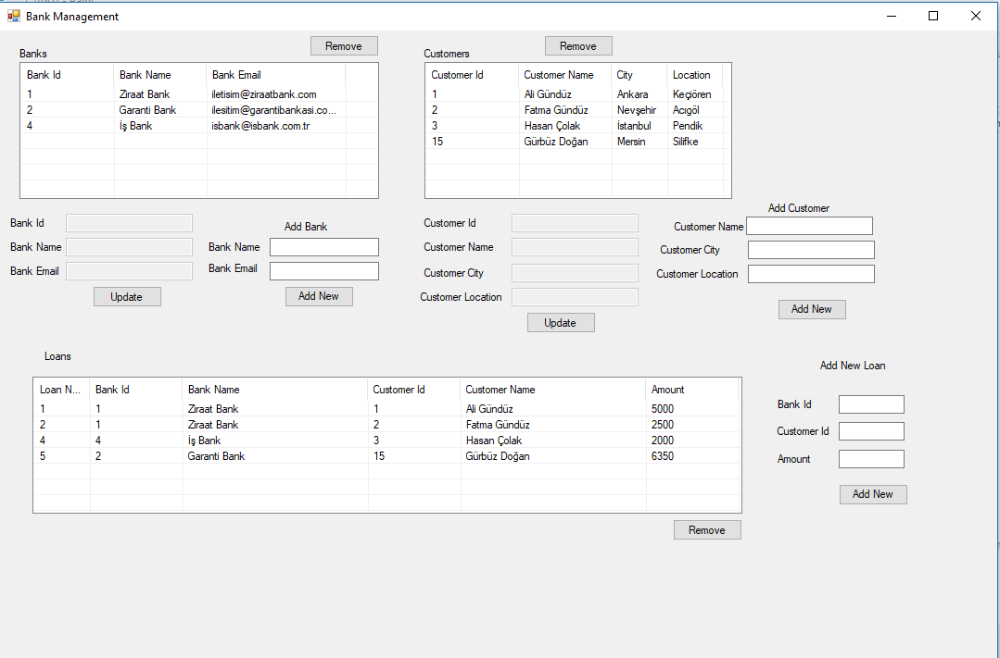 Bank Management
Remove
Remove
Banks
Customers
Bank Id Bank Name Bank Email
1 Ziraat Bank iletisim@ziraatbank.com
2 Garanti Bank ilesitim@garantibankasi.co...
4 İş Bank isbank@isbank.com.tr
Customer Id Customer Name City Location
1 Ali Gündüz Ankara Keçiören
2 Fatma Gündüz Nevşehir Acıgöl
3 Hasan Çolak İstanbul Pendik
15 Gürbüz Doğan Mersin Silifke
Bank Id
Bank Name
Bank Email
Update
Add Bank
Bank Name
Bank Email
Add New
Customer Id
Customer Name
Customer City
Customer Location
Update
Add Customer
Customer Name
Customer City
Customer Location
Add New
Loans
Loan N... Bank Id Bank Name Customer Id Customer Name Amount
1 1 Ziraat Bank 1 Ali Gündüz 5000
2 1 Ziraat Bank 2 Fatma Gündüz 2500
4 4 İş Bank 3 Hasan Çolak 2000
5 2 Garanti Bank 15 Gürbüz Doğan 6350
Remove
Add New Loan
Bank Id
Customer Id
Amount
Add New